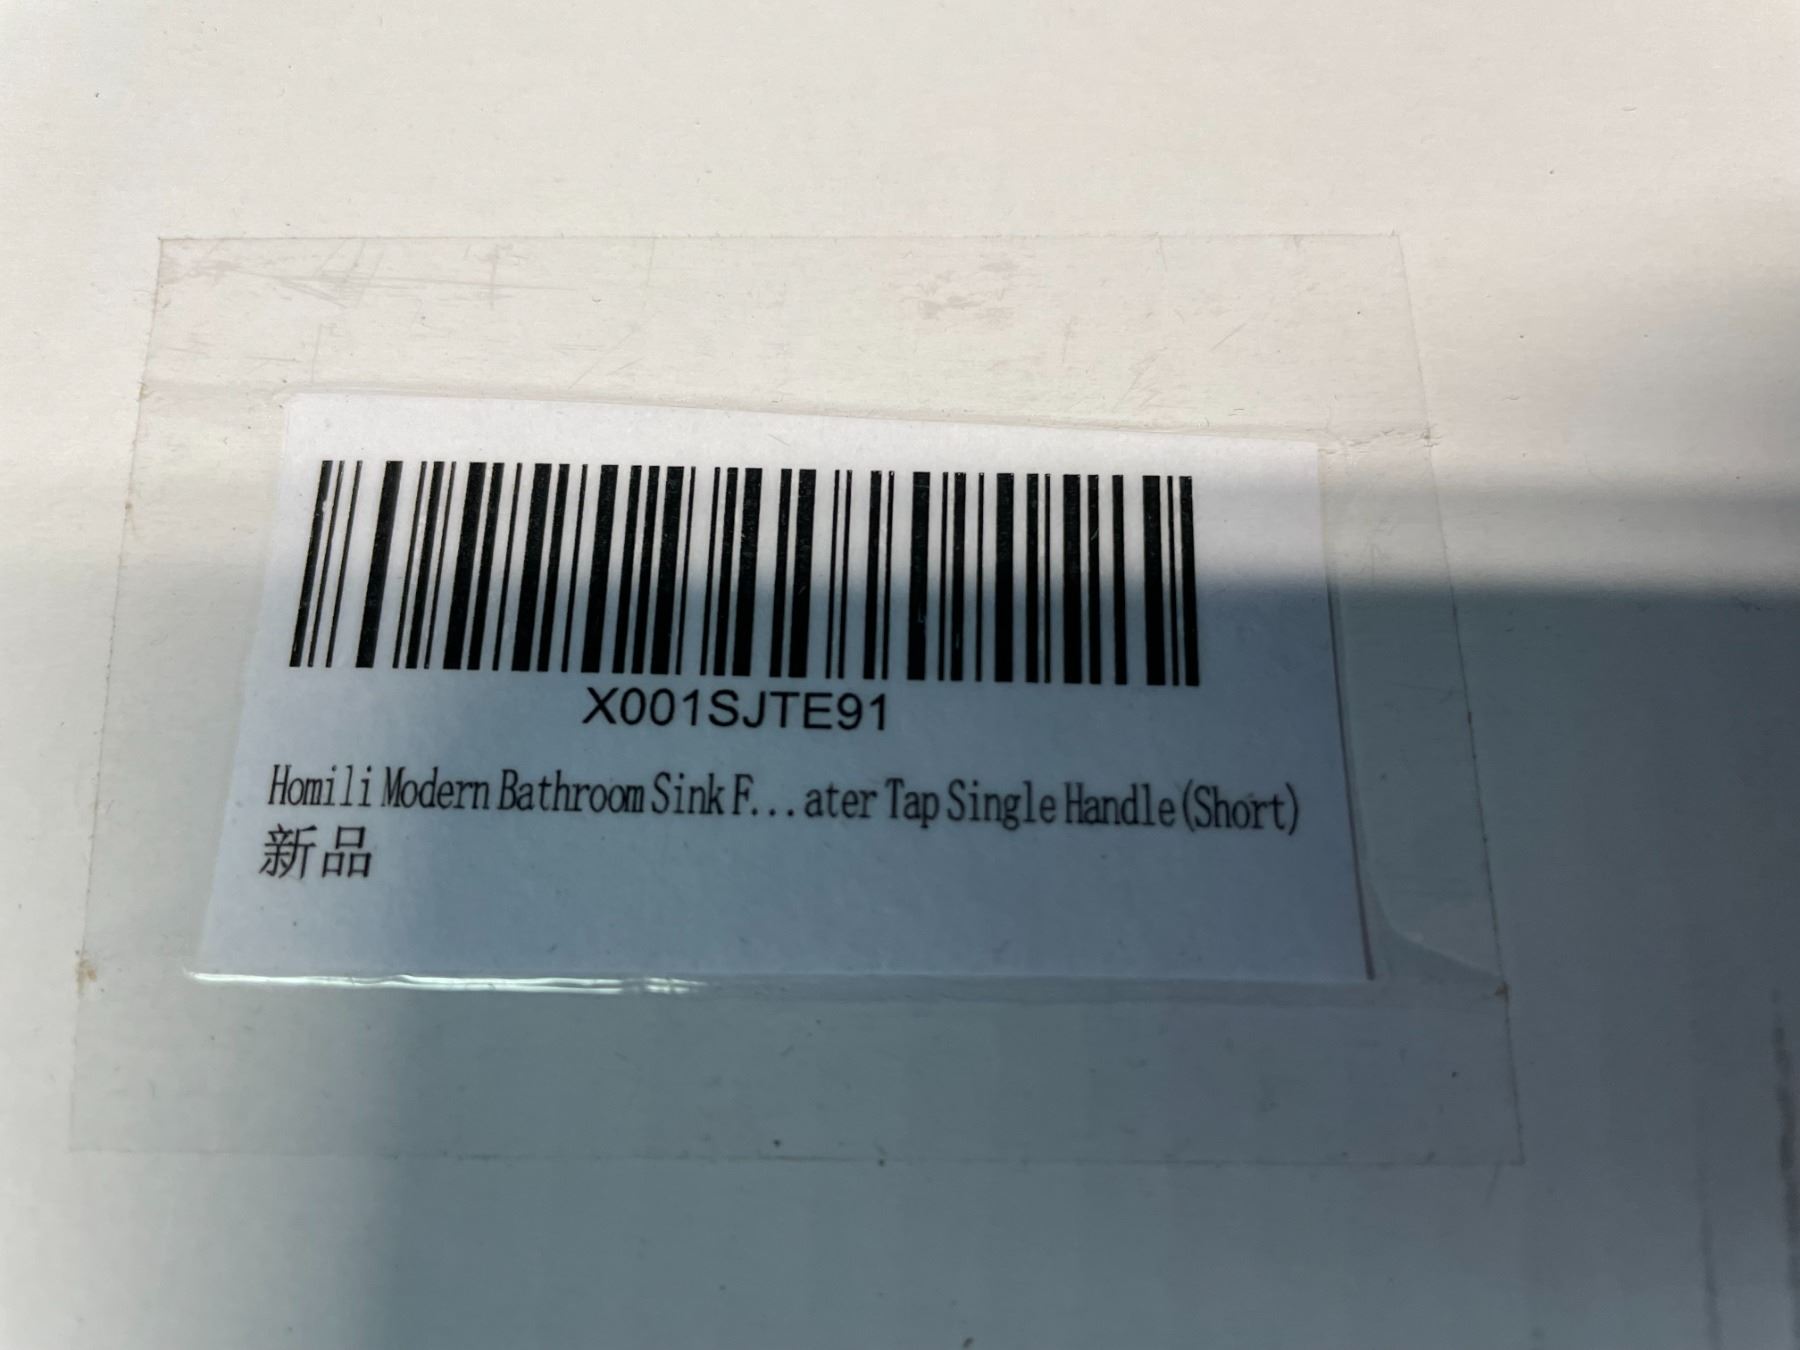 X001SJTE91
Homili Modern Bathroom Sink F...ater Tap Single Handle(Short)
新品